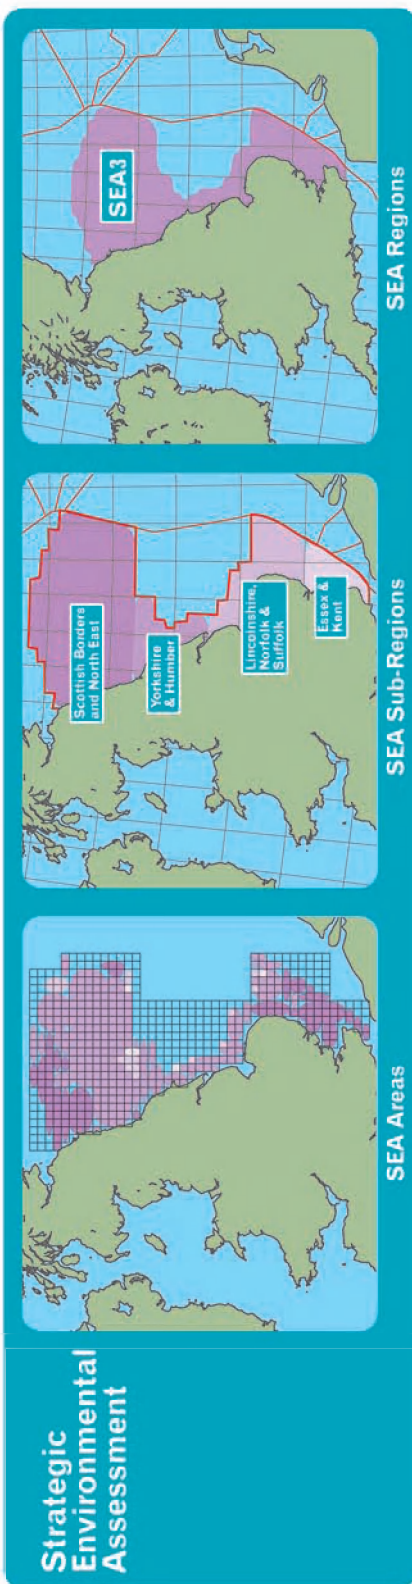 Strategic
Environmental
Assessment
SEA Areas
Scottish Borders
and North East
Yorkshire
& Humber
Lincolnshire,
Norfolk &
Suffolk
Essex &
Kent
SEA Sub-Regions
SEA3
SEA Regions